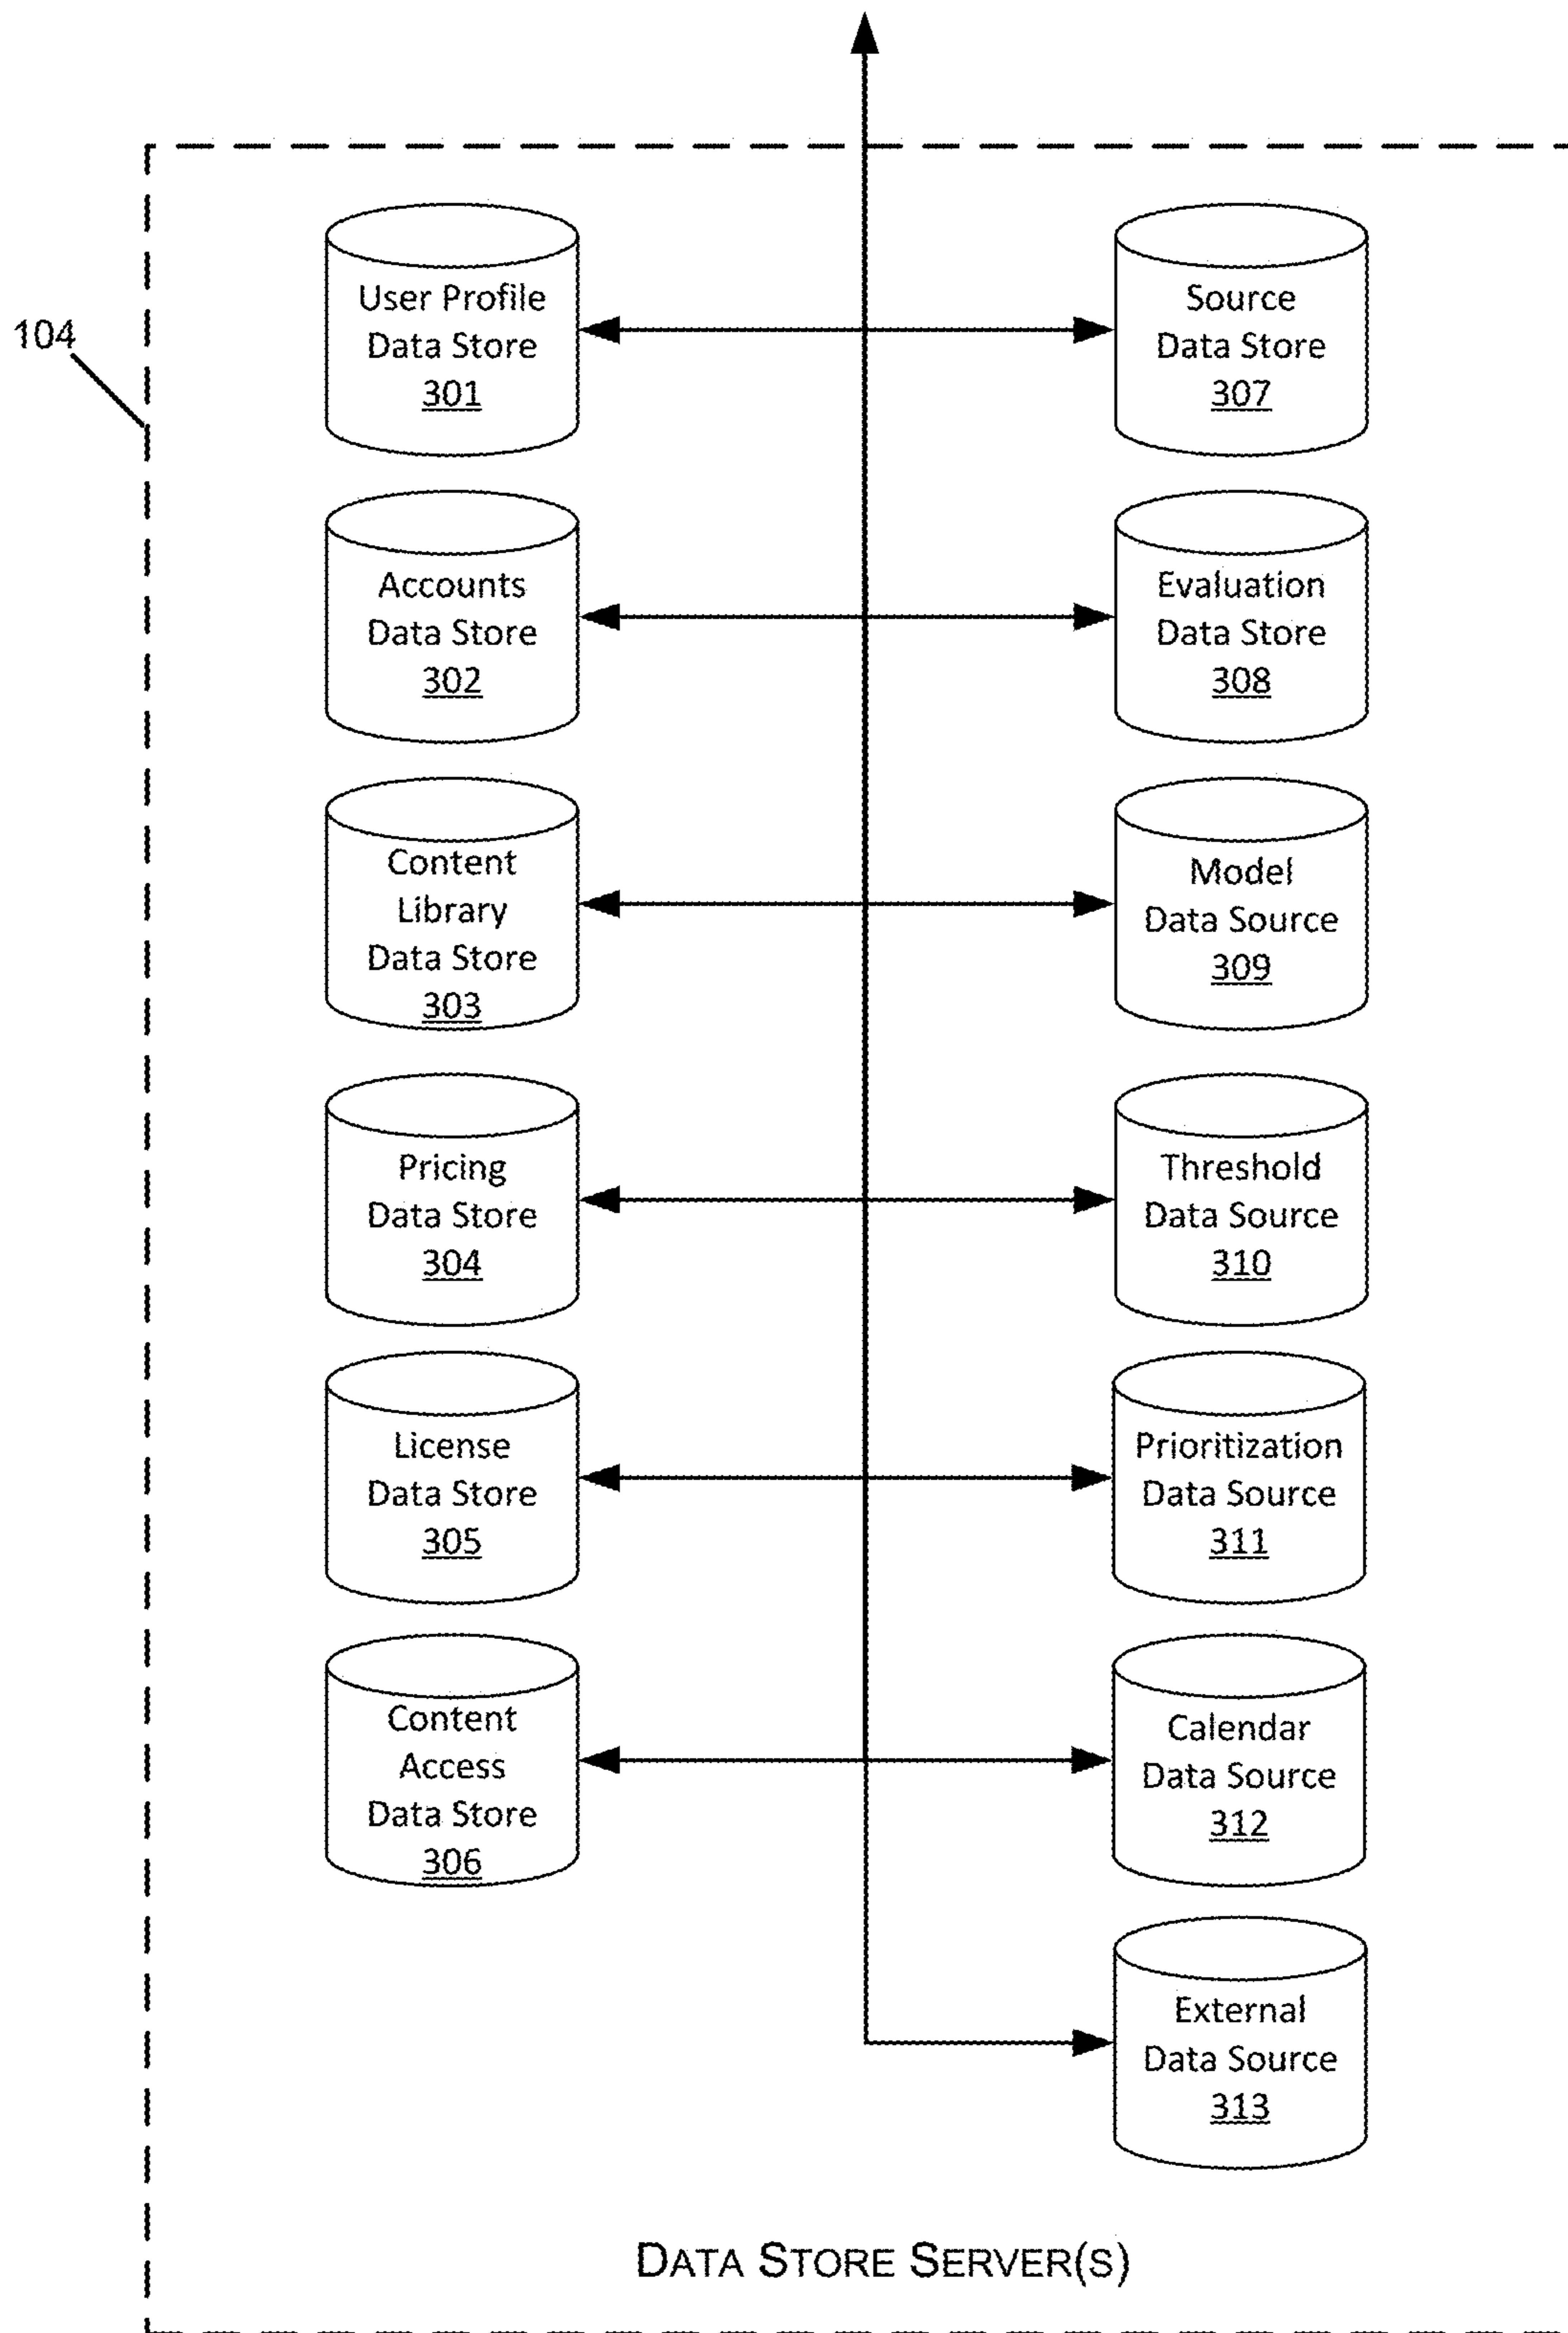 104
User Profile
Data Store
301
Accounts
Data Store
302
Content
Library
Data Store
303
Pricing
Data Store
304
License
Data Store
305
Content
Access
Data Store
306
Source
Data Store
307
Evaluation
Data Store
308
Model
Data Source
309
Threshold
Data Source
310
Prioritization
Data Source
311
Calendar
Data Source
312
External
Data Source
313
DATA STORE SERVER(S)